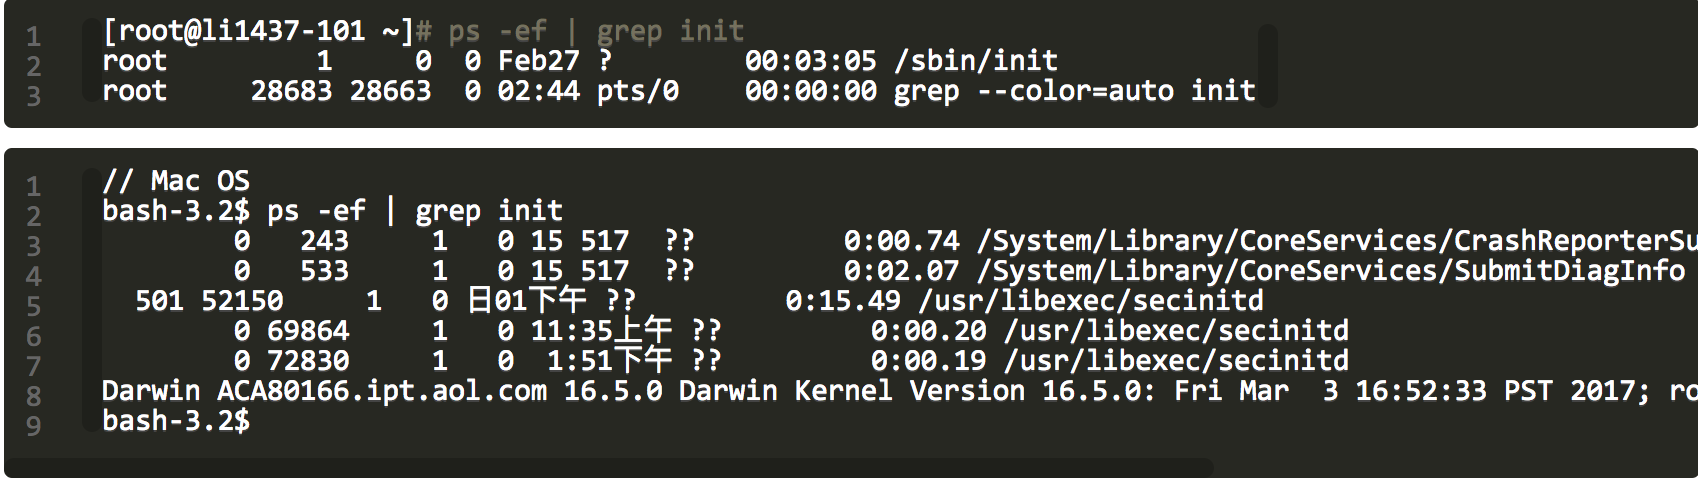 1 [root@li1437-101 ~]# ps -ef | grep init
2 root         1     0  0 Feb27 ?        00:03:05 /sbin/init
3 root     28683 28663  0 02:44 pts/0    00:00:00 grep --color=auto init
1 // Mac OS
2 bash-3.2$ ps -ef | grep init
3         0   243     1   0 15 517  ??         0:00.74 /System/Library/CoreServices/CrashReporterSu
4         0   533     1   0 15 517  ??         0:02.07 /System/Library/CoreServices/SubmitDiagInfo
5   501 52150     1   0 日01下午 ??         0:15.49 /usr/libexec/secinitd
6         0 69864     1   0 11:35上午 ??         0:00.20 /usr/libexec/secinitd
7         0 72830     1   0  1:51下午 ??         0:00.19 /usr/libexec/secinitd
8 Darwin ACA80166.ipt.aol.com 16.5.0 Darwin Kernel Version 16.5.0: Fri Mar  3 16:52:33 PST 2017; ro
9 bash-3.2$